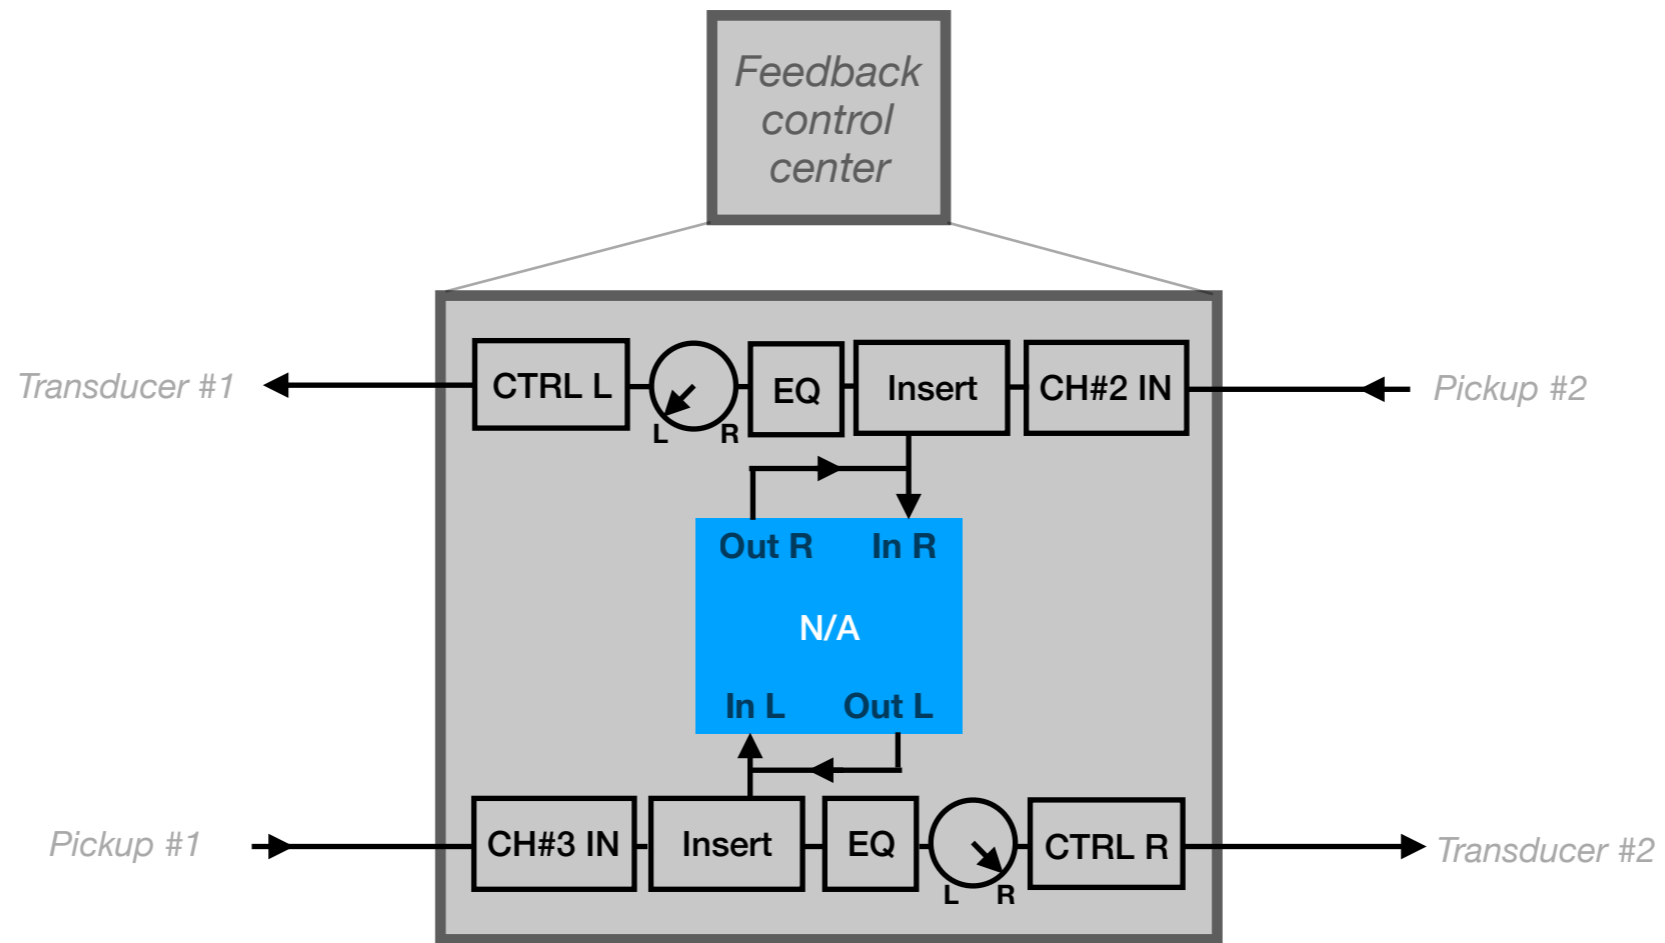 Feedback
control
center
Transducer #1
CTRL L
L
R
EQ
Insert
CH#2 IN
Pickup #2
Out R
In R
N/A
In L
Out L
Pickup #1
CH#3 IN
Insert
EQ
L
R
CTRL R
Transducer #2